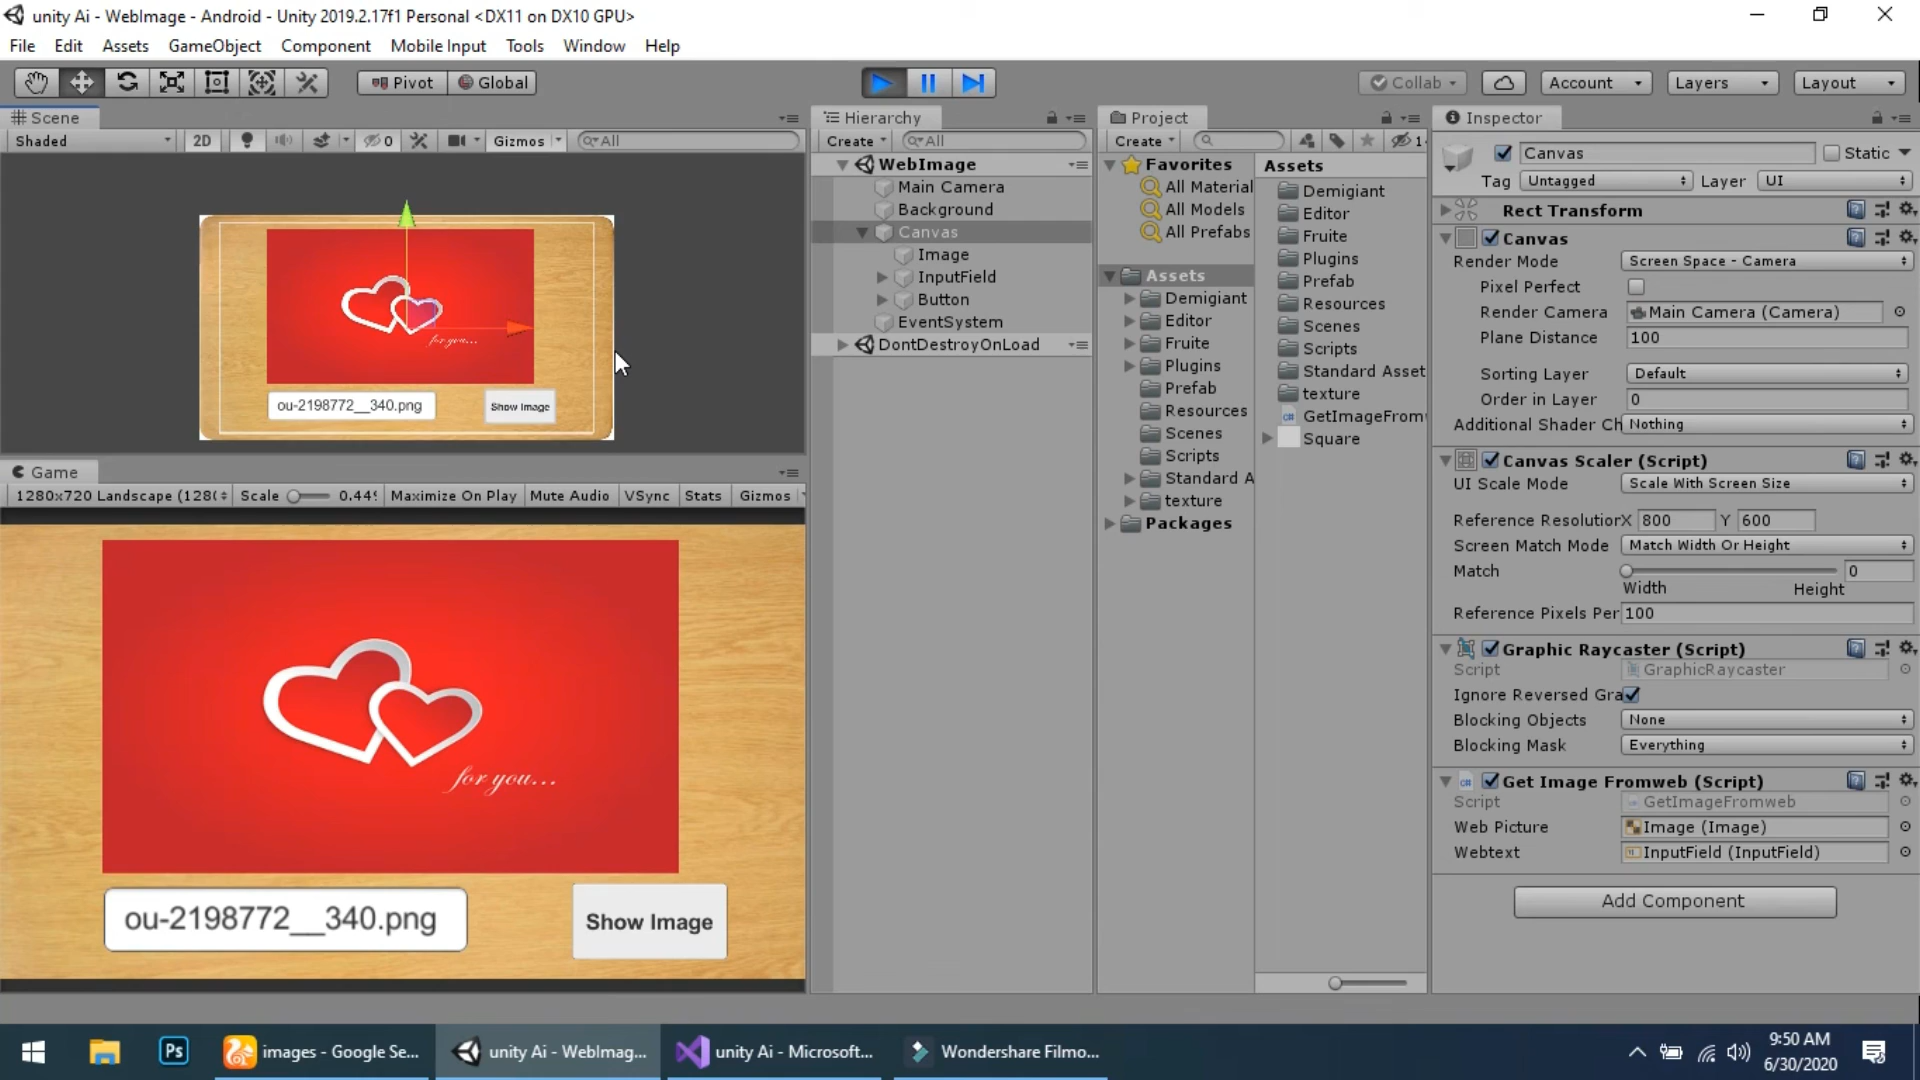 unity Ai - WebImage - Android - Unity 2019.2.17f1 Personal <DX11 on DX10 GPU>
File Edit Assets GameObject Component Mobile Input Tools Window Help
Pivot Global Collab Account Layers Layout
Scene
Shaded 2D 0 Gizmos All
for you...
ou-2198772__340.png Show Image
Game
1280x720 Landscape (128( Scale 0.449 Maximize On Play Mute Audio VSync Stats Gizmos
for you...
ou-2198772__340.png Show Image
Hierarchy
Create All
WebImage
Main Camera
Background
Canvas
Image
InputField
Button
EventSystem
DontDestroyOnLoad
Project
Create 1
Favorites
All Material
All Models
All Prefabs
Assets
Demigiant
Editor
Fruite
Plugins
Prefab
Resources
Scenes
Scripts
Standard A
texture
Packages
Assets
Demigiant
Editor
Fruite
Plugins
Prefab
Resources
Scenes
Scripts
Standard Asset
texture
GetImageFrom
Square
Inspector
Canvas Static
Tag Untagged Layer UI
Rect Transform
Canvas
Render Mode Screen Space - Camera
Pixel Perfect
Render Camera Main Camera (Camera)
Plane Distance 100
Sorting Layer Default
Order in Layer 0
Additional Shader Ch Nothing
Canvas Scaler (Script)
UI Scale Mode Scale With Screen Size
Reference Resolution X 800 Y 600
Screen Match Mode Match Width Or Height
Match 0
Width Height
Reference Pixels Per 100
Graphic Raycaster (Script)
Script GraphicRaycaster
Ignore Reversed Gra
Blocking Objects None
Blocking Mask Everything
Get Image Fromweb (Script)
Script GetImageFromweb
Web Picture Image (Image)
Webtext InputField (InputField)
Add Component
Ps images - Google Se... unity Ai - WebImag... unity Ai - Microsoft... Wondershare Filmo...
9:50 AM
6/30/2020